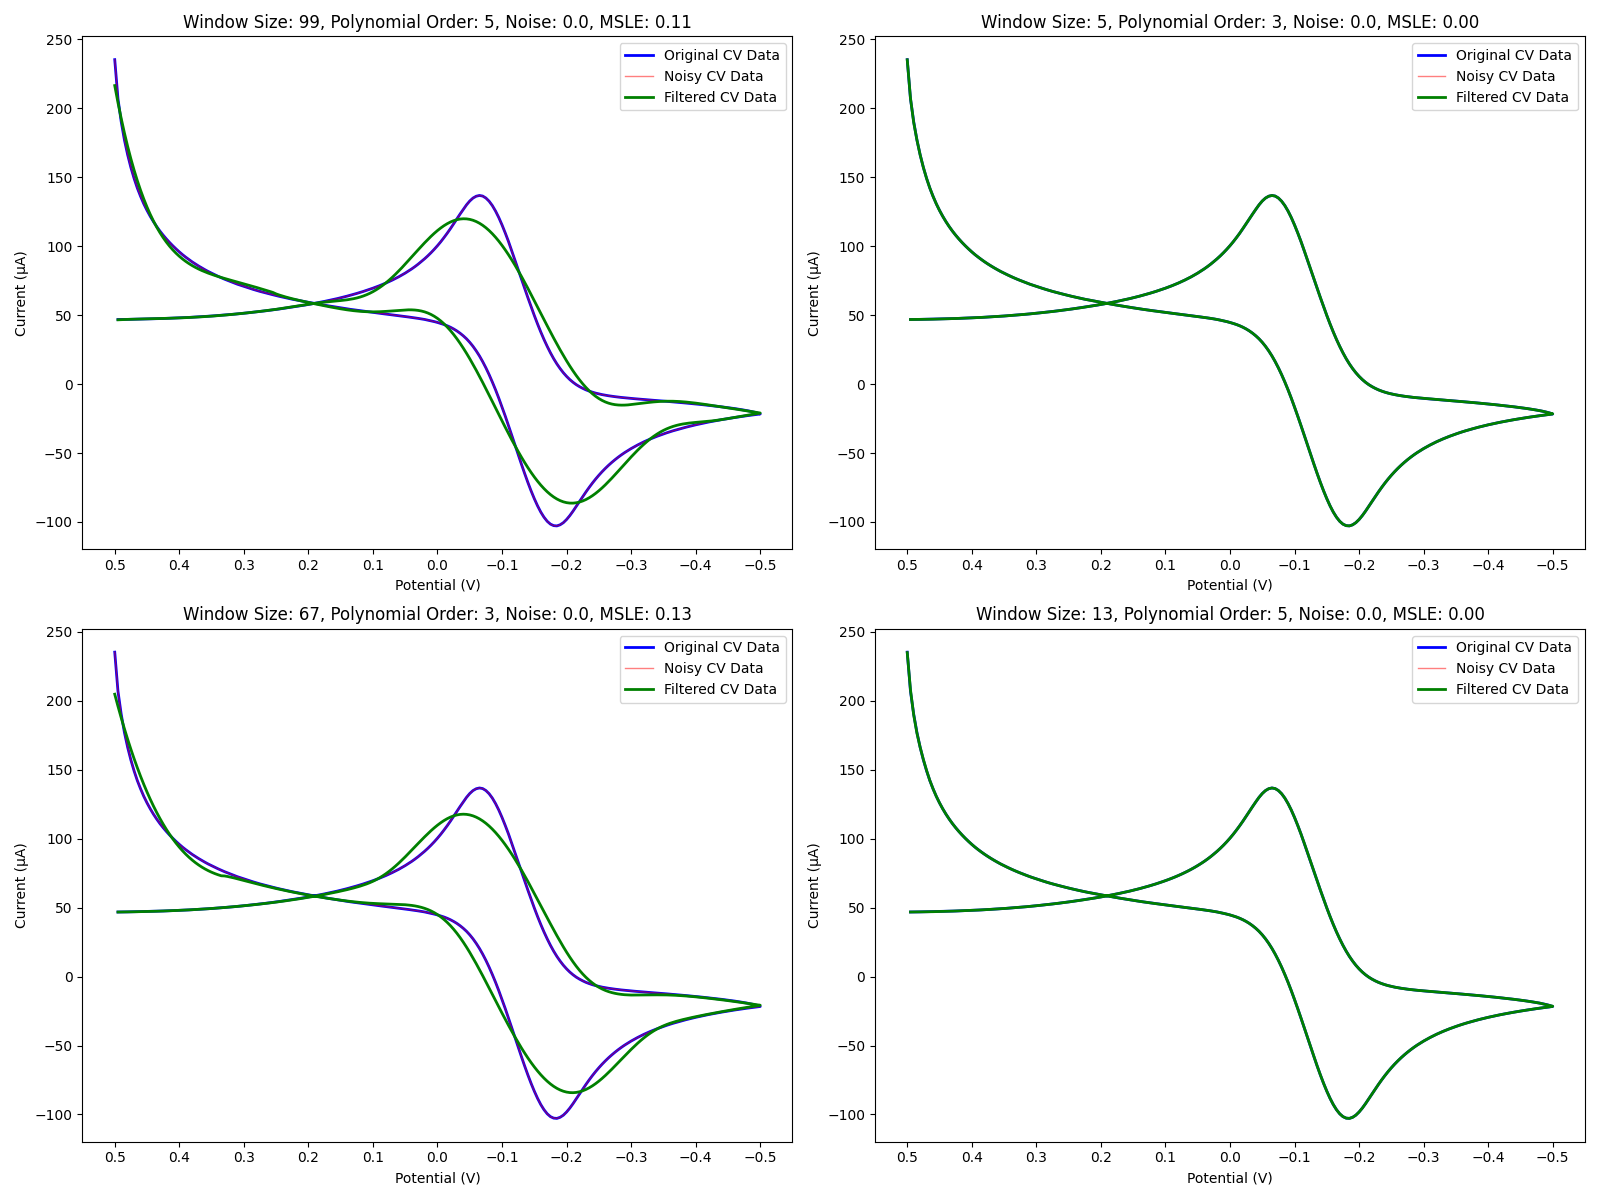 Window Size: 99, Polynomial Order: 5, Noise: 0.0, MSLE: 0.11
250
200
150
100
50
0
−50
−100
Current (µA)
Original CV Data
Noisy CV Data
Filtered CV Data
0.5 0.4 0.3 0.2 0.1 0.0 −0.1 −0.2 −0.3 −0.4 −0.5
Potential (V)
Window Size: 5, Polynomial Order: 3, Noise: 0.0, MSLE: 0.00
250
200
150
100
50
0
−50
−100
Current (µA)
Original CV Data
Noisy CV Data
Filtered CV Data
0.5 0.4 0.3 0.2 0.1 0.0 −0.1 −0.2 −0.3 −0.4 −0.5
Potential (V)
Window Size: 67, Polynomial Order: 3, Noise: 0.0, MSLE: 0.13
250
200
150
100
50
0
−50
−100
Current (µA)
Original CV Data
Noisy CV Data
Filtered CV Data
0.5 0.4 0.3 0.2 0.1 0.0 −0.1 −0.2 −0.3 −0.4 −0.5
Potential (V)
Window Size: 13, Polynomial Order: 5, Noise: 0.0, MSLE: 0.00
250
200
150
100
50
0
−50
−100
Current (µA)
Original CV Data
Noisy CV Data
Filtered CV Data
0.5 0.4 0.3 0.2 0.1 0.0 −0.1 −0.2 −0.3 −0.4 −0.5
Potential (V)